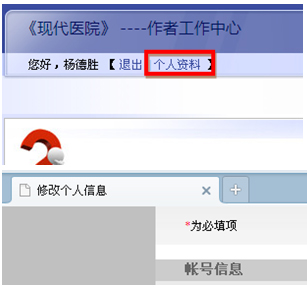 《现代医院》 ----作者工作中心
您好，杨德胜 【 退出 个人资料 】
修改个人信息
*为必填项
帐号信息